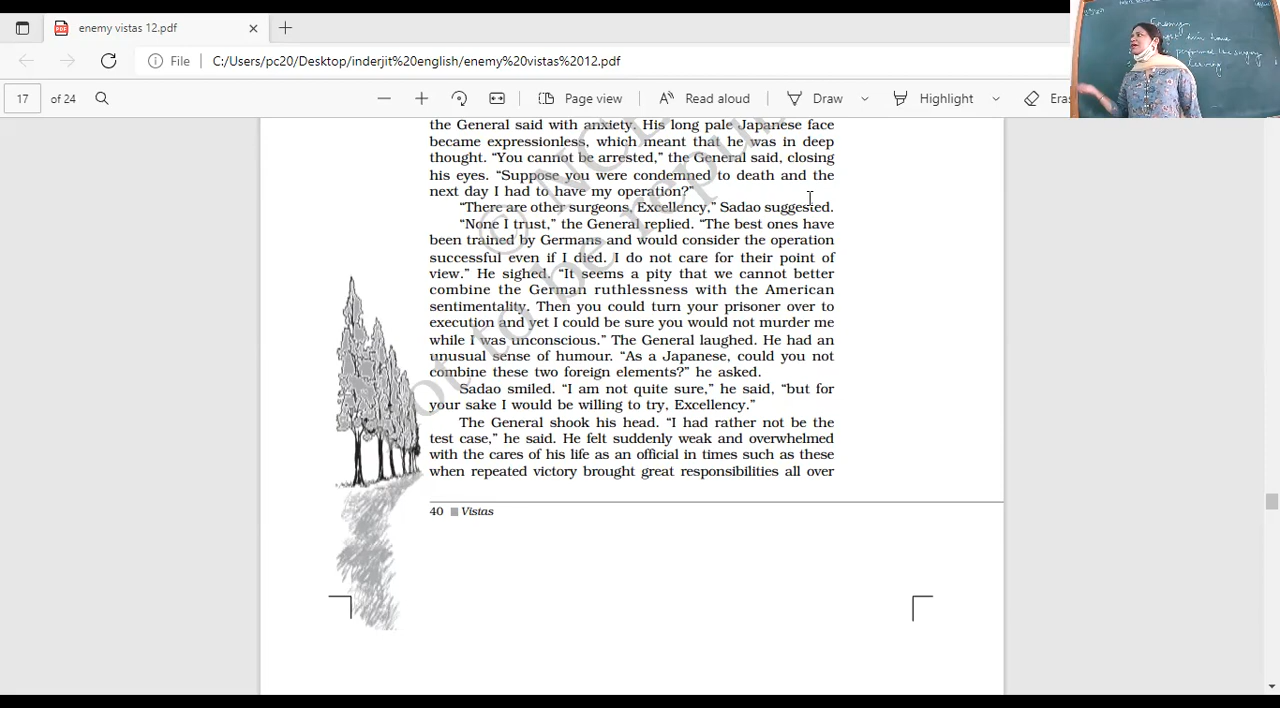 enemy vistas 12.pdf
File
C:/Users/pc20/Desktop/inderjit%20english/enemy%20vistas%2012.pdf
17 of 24
Page view
Read aloud
Draw
Highlight
Eras
Enemy
performed the surgery
the General said with anxiety. His long pale Japanese face
became expressionless, which meant that he was in deep
thought. “You cannot be arrested,” the General said, closing
his eyes. “Suppose you were condemned to death and the
next day I had to have my operation?”
“There are other surgeons, Excellency,” Sadao suggested.
“None I trust,” the General replied. “The best ones have
been trained by Germans and would consider the operation
successful even if I died. I do not care for their point of
view.” He sighed. “It seems a pity that we cannot better
combine the German ruthlessness with the American
sentimentality. Then you could turn your prisoner over to
execution and yet I could be sure you would not murder me
while I was unconscious.” The General laughed. He had an
unusual sense of humour. “As a Japanese, could you not
combine these two foreign elements?” he asked.
Sadao smiled. “I am not quite sure,” he said, “but for
your sake I would be willing to try, Excellency.”
The General shook his head. “I had rather not be the
test case,” he said. He felt suddenly weak and overwhelmed
with the cares of his life as an official in times such as these
when repeated victory brought great responsibilities all over
40 Vistas
© NCE
not to be republ